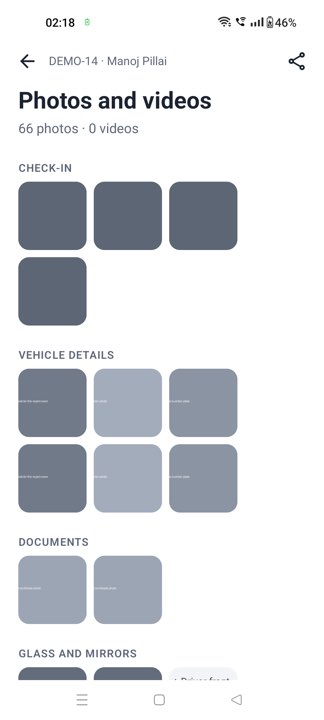 02:18
46%
DEMO-14 · Manoj Pillai
Photos and videos
66 photos · 0 videos
CHECK-IN
VEHICLE DETAILS
DOCUMENTS
GLASS AND MIRRORS